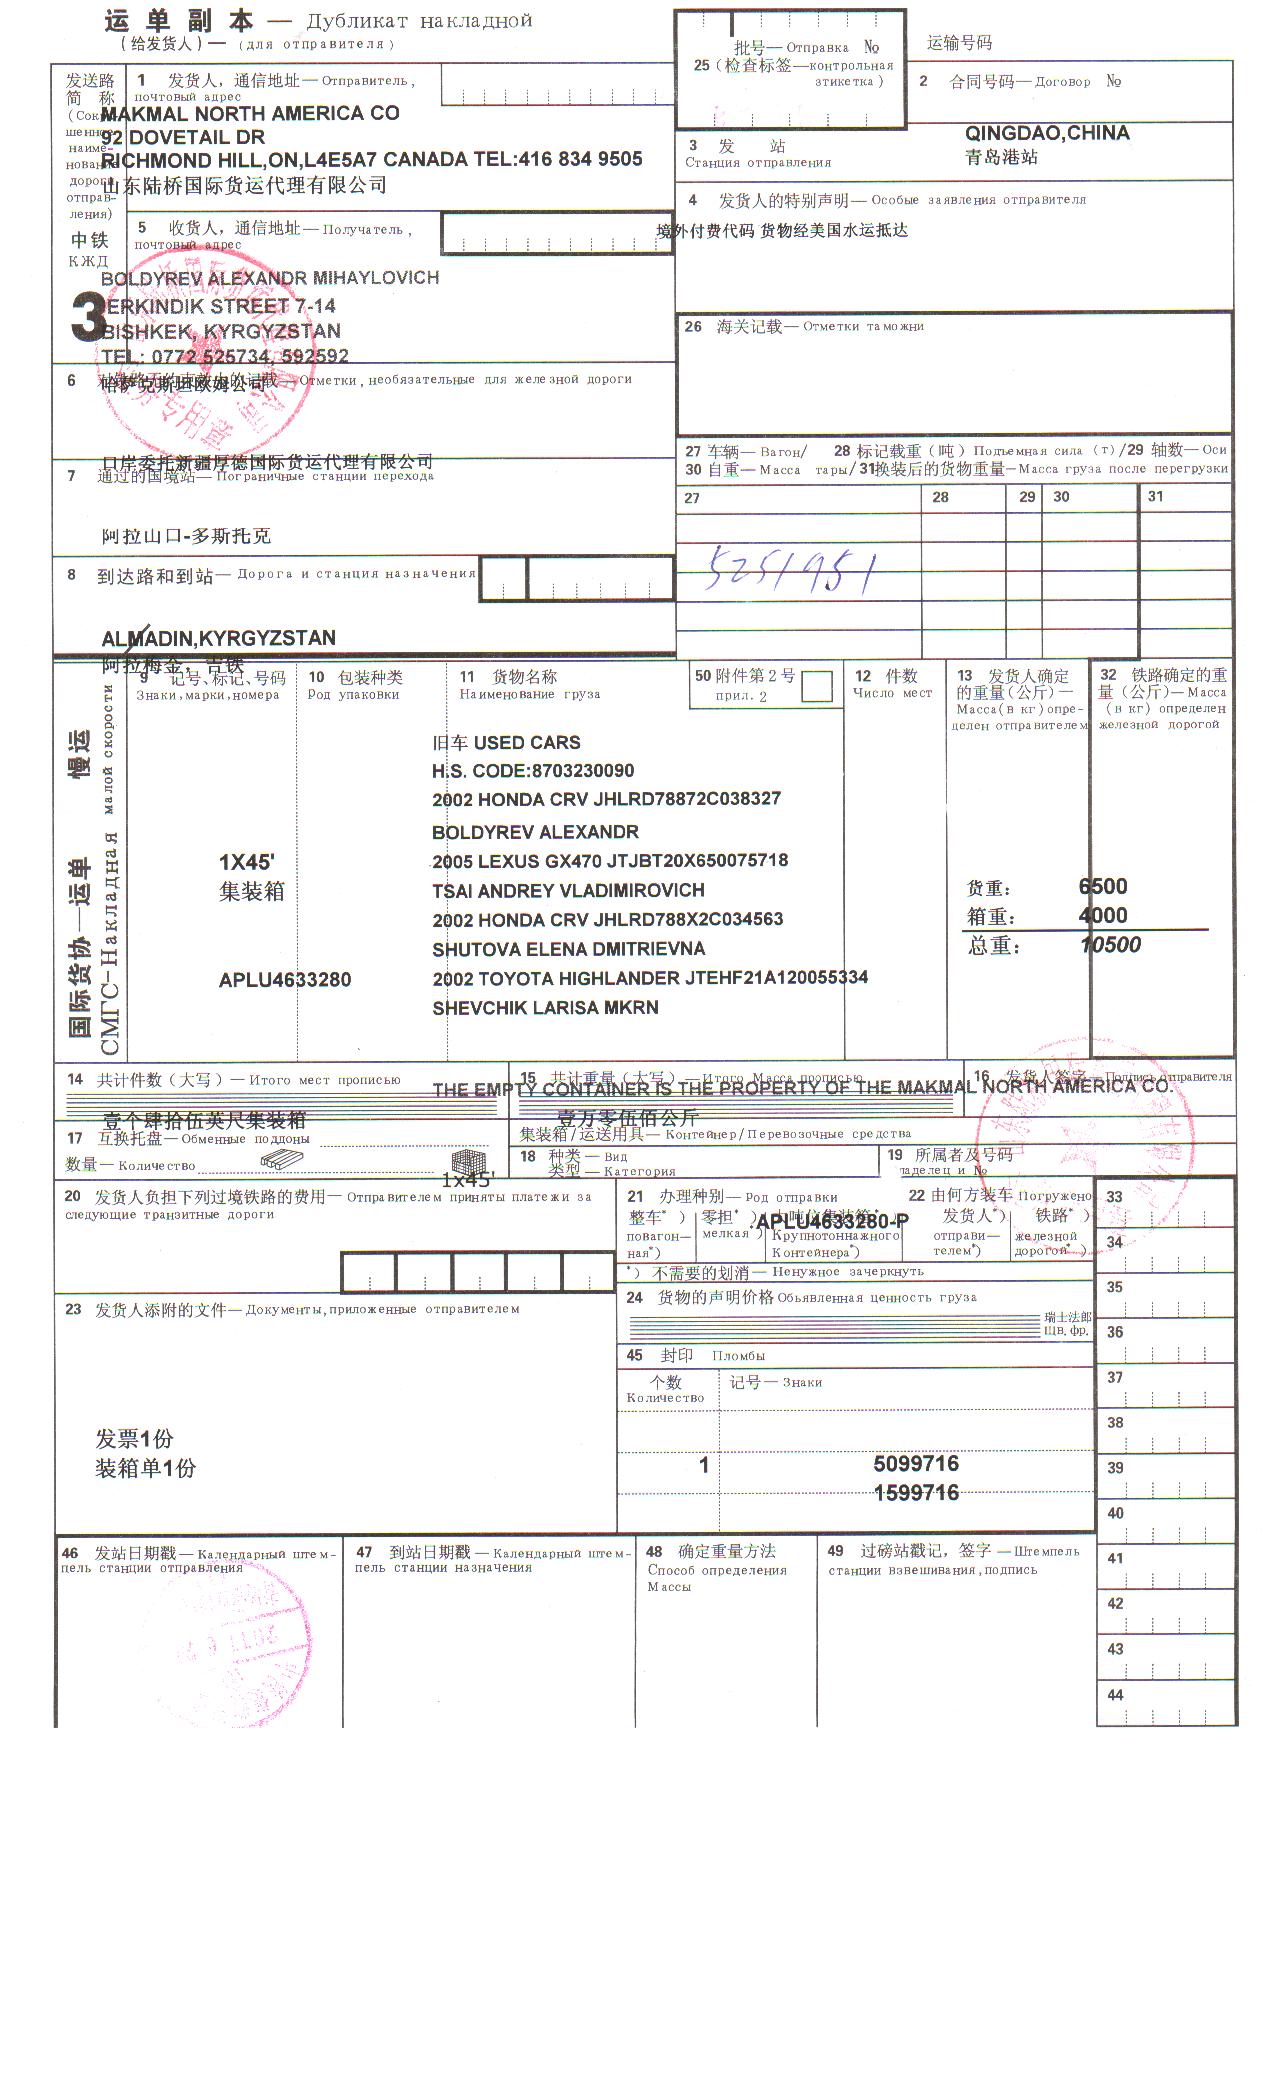 运单副本 — Дубликат накладной
(给发货人)— (для отправителя)
批号—Отправка №
25 (检查标签—контрольная этикетка)
运输号码
发送路简称
(Сокращенное наименование дороги отправления)
中铁
КЖД
1 发货人，通信地址—Отправитель, почтовый адрес
MAKMAL NORTH AMERICA CO
92 DOVETAIL DR
RICHMOND HILL,ON,L4E5A7 CANADA TEL:416 834 9505
山东陆桥国际货运代理有限公司
2 合同号码—Договор №
QINGDAO,CHINA
3 发 站
Станция отправления
青岛港站
4 发货人的特别声明—Особые заявления отправителя
境外付费代码 货物经美国水运抵达
5 收货人，通信地址—Получатель, почтовый адрес
BOLDYREV ALEXANDR MIHAYLOVICH
3
ERKINDIK STREET 7-14
BISHKEK, KYRGYZSTAN
TEL: 0772 525734, 592592
26 海关记载—Отметки таможни
6 —Отметки, необязательные для железной дороги
哈萨克斯坦欧姆公司
口岸委托新疆厚德国际货运代理有限公司
7 通过的国境站—Пограничные станции перехода
阿拉山口-多斯托克
27 车辆—Вагон/ 28 标记载重（吨）Подъемная сила (т)/29 轴数—Оси
30 自重—Масса тары/31换装后的货物重量—Масса груза после перегрузки
27 28 29 30 31
5251951
8 到达路和到站—Дорога и станция назначения
ALMADIN,KYRGYZSTAN
阿拉梅金，吉铁
国际货协—运单 慢运
СМГС-Накладная малой скорости
9 记号、标记、号码
Знаки,марки,номера
10 包装种类
Род упаковки
11 货物名称
Наименование груза
50 附件第2号
прил. 2
12 件数
Число мест
13 发货人确定的重量（公斤）—
Масса(в кг)определен отправителем
32 铁路确定的重量（公斤）—Масса
(в кг) определен железной дорогой
旧车 USED CARS
H.S. CODE:8703230090
2002 HONDA CRV JHLRD78872C038327
BOLDYREV ALEXANDR
1X45' 2005 LEXUS GX470 JTJBT20X650075718
集装箱 TSAI ANDREY VLADIMIROVICH
货重： 6500
2002 HONDA CRV JHLRD788X2C034563
箱重： 4000
SHUTOVA ELENA DMITRIEVNA
总重： 10500
APLU4633280 2002 TOYOTA HIGHLANDER JTEHF21A120055334
SHEVCHIK LARISA MKRN
14 共计件数（大写）—Итого мест прописью
15 共计重量（大写）—Итого Масса прописью
16 发货人签字—Подпись отправителя
THE EMPTY CONTAINER IS THE PROPERTY OF THE MAKMAL NORTH AMERICA CO.
壹个肆拾伍英尺集装箱
壹万零伍佰公斤
17 互换托盘—Обменные поддоны
数量—Количество
1x45'
集装箱/运送用具—Контейнер/Перевозочные средства
18 种类—Вид
类型—Категория
19 所属者及号码
Владелец и №
20 发货人负担下列过境铁路的费用—Отправителем приняты платежи за следующие транзитные дороги
21 办理种别—Род отправки
整车*) повагонная*)
零担*) мелкая*)
大吨位集装箱* Крупнотоннажного Контейнера*)
APLU4633280-P
22 由何方装车 Погружено
发货人*) отправителем*)
铁路*) железной дорогой*)
*) 不需要的划消—Ненужное зачеркнуть
23 发货人添附的文件—Документы,приложенные отправителем
发票1份
装箱单1份
24 货物的声明价格 Объявленная ценность груза
瑞士法郎
Щв.фр.
45 封印 Пломбы
个数
Количество
记号—Знаки
1 5099716
1599716
33
34
35
36
37
38
39
40
41
42
43
44
46 发站日期戳—Календарный штемпель станции отправления
47 到站日期戳—Календарный штемпель станции назначения
48 确定重量方法
Способ определения Массы
49 过磅站戳记，签字—Штемпель станции взвешивания,подпись